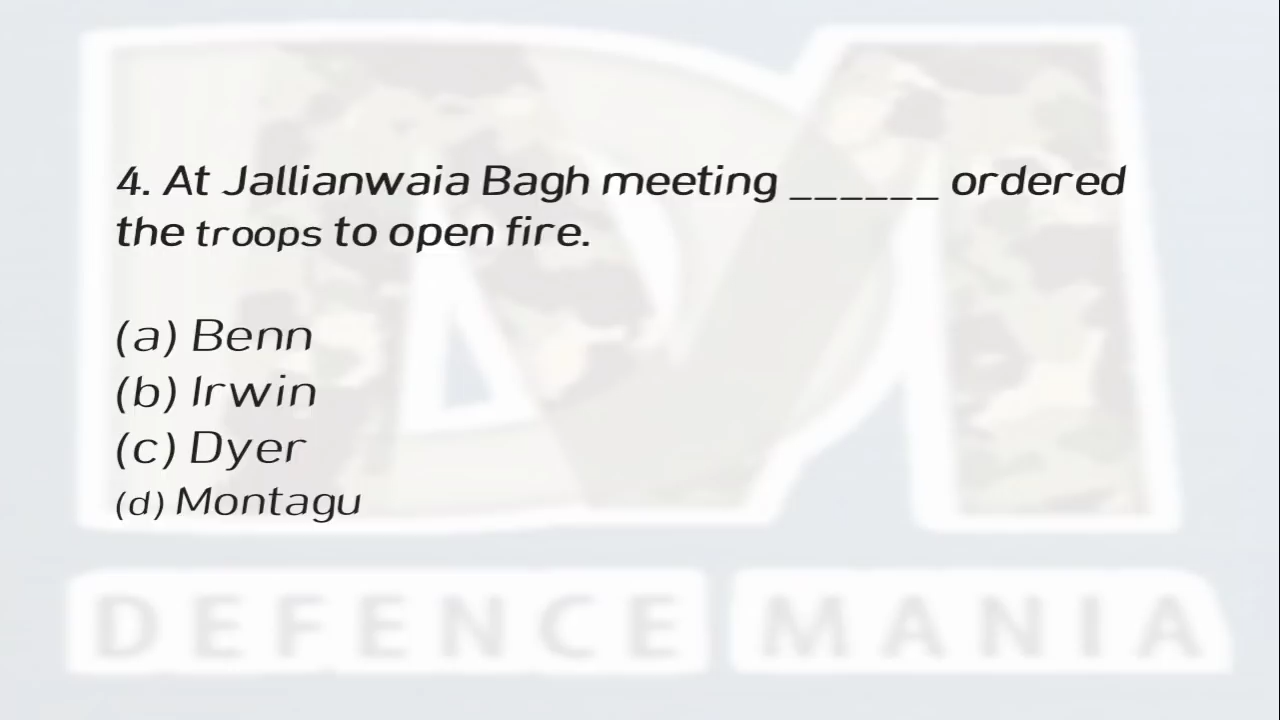 4. At Jallianwaia Bagh meeting ______ ordered
the troops to open fire.
(a) Benn
(b) Irwin
(c) Dyer
(d) Montagu
DEFENCE MANIA